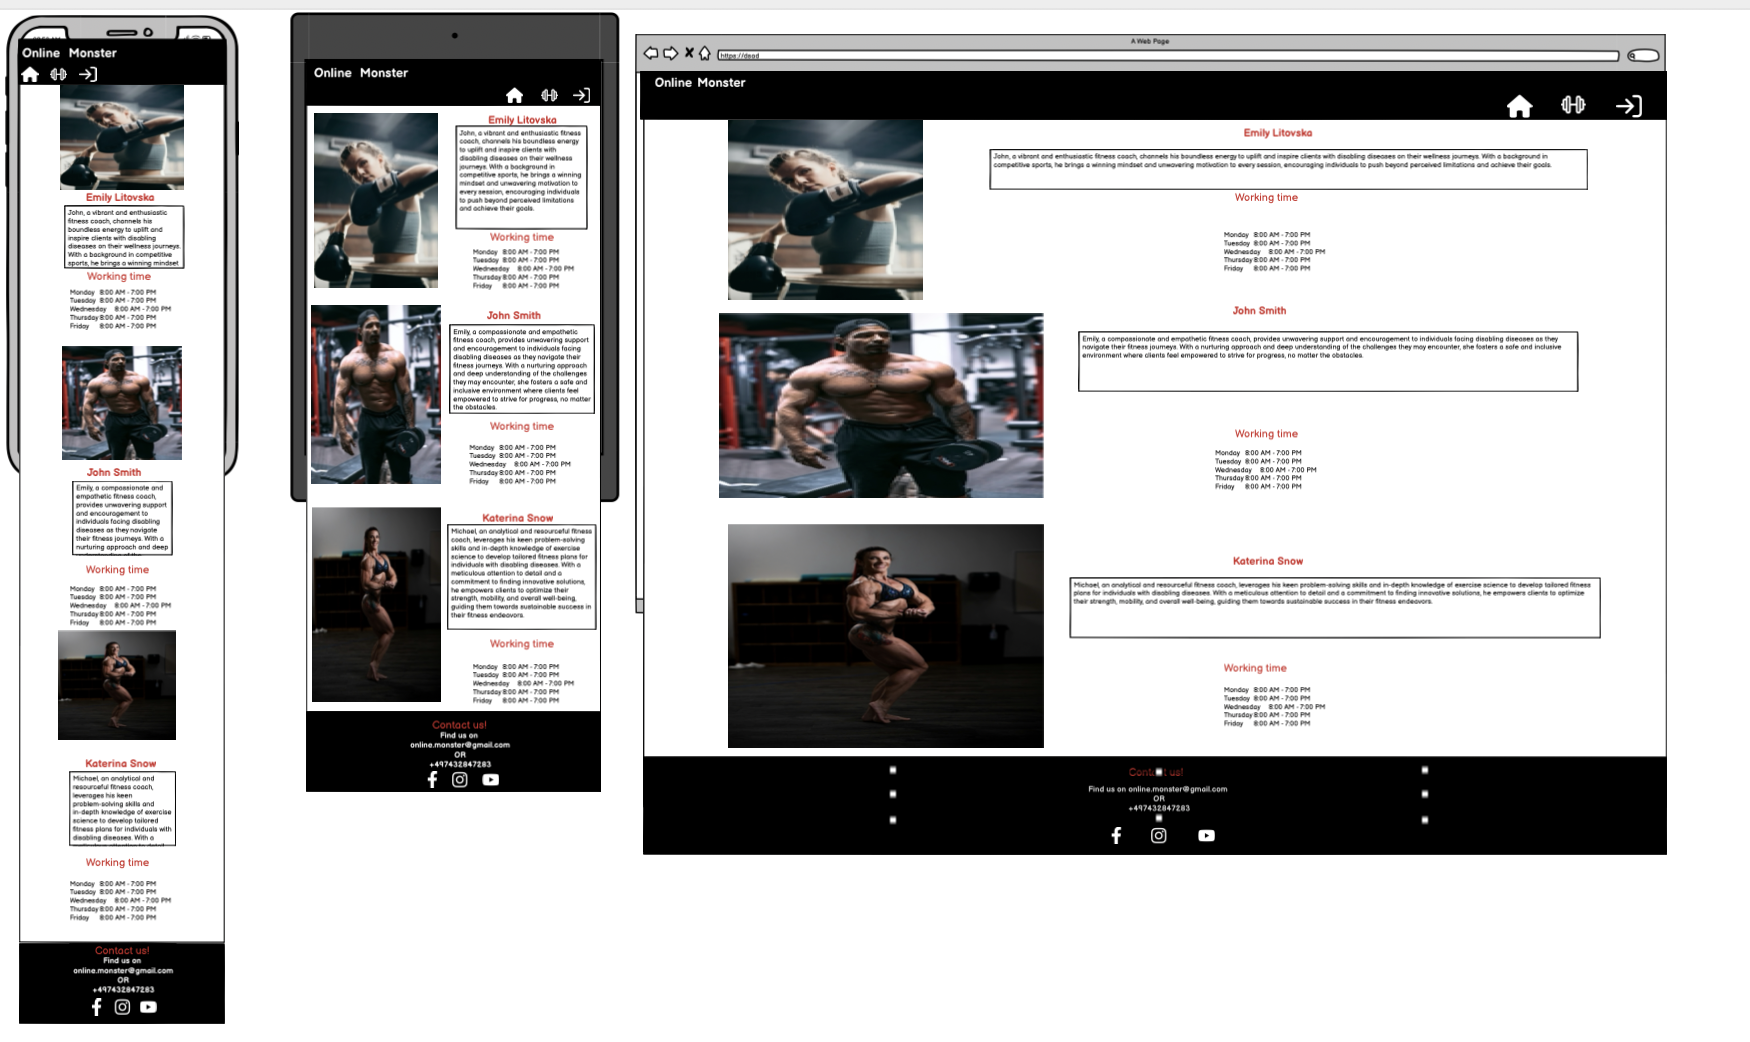 Online Monster
Emily Litovska
John, a vibrant and enthusiastic
fitness coach, channels his
boundless energy to uplift and
inspire clients with disabling
diseases on their wellness journeys.
With a background in competitive
sports, he brings a winning mindset
Working time
Monday 8:00 AM - 7:00 PM
Tuesday 8:00 AM - 7:00 PM
Wednesday 8:00 AM - 7:00 PM
Thursday 8:00 AM - 7:00 PM
Friday 8:00 AM - 7:00 PM
John Smith
Emily, a compassionate and
empathetic fitness coach,
provides unwavering support
and encouragement to
individuals facing disabling
diseases as they navigate
their fitness journeys. With a
nurturing approach and deep
Working time
Monday 8:00 AM - 7:00 PM
Tuesday 8:00 AM - 7:00 PM
Wednesday 8:00 AM - 7:00 PM
Thursday 8:00 AM - 7:00 PM
Friday 8:00 AM - 7:00 PM
Katerina Snow
Michael, an analytical and
resourceful fitness coach,
leverages his keen
problem-solving skills and
in-depth knowledge of exercise
science to develop tailored
fitness plans for individuals with
disabling diseases. With a
Working time
Monday 8:00 AM - 7:00 PM
Tuesday 8:00 AM - 7:00 PM
Wednesday 8:00 AM - 7:00 PM
Thursday 8:00 AM - 7:00 PM
Friday 8:00 AM - 7:00 PM
Contact us!
Find us on
online.monster@gmail.com
OR
+497432847283
Online Monster
Emily Litovska
John, a vibrant and enthusiastic fitness
coach, channels his boundless energy
to uplift and inspire clients with
disabling diseases on their wellness
journeys. With a background in
competitive sports, he brings a winning
mindset and unwavering motivation to
every session, encouraging individuals
to push beyond perceived limitations
and achieve their goals.
Working time
Monday 8:00 AM - 7:00 PM
Tuesday 8:00 AM - 7:00 PM
Wednesday 8:00 AM - 7:00 PM
Thursday 8:00 AM - 7:00 PM
Friday 8:00 AM - 7:00 PM
John Smith
Emily, a compassionate and empathetic
fitness coach, provides unwavering support
and encouragement to individuals facing
disabling diseases as they navigate their
fitness journeys. With a nurturing approach
and deep understanding of the challenges
they may encounter, she fosters a safe and
inclusive environment where clients feel
empowered to strive for progress, no matter
the obstacles.
Working time
Monday 8:00 AM - 7:00 PM
Tuesday 8:00 AM - 7:00 PM
Wednesday 8:00 AM - 7:00 PM
Thursday 8:00 AM - 7:00 PM
Friday 8:00 AM - 7:00 PM
Katerina Snow
Michael, an analytical and resourceful fitness
coach, leverages his keen problem-solving
skills and in-depth knowledge of exercise
science to develop tailored fitness plans for
individuals with disabling diseases. With a
meticulous attention to detail and a
commitment to finding innovative solutions,
he empowers clients to optimize their
strength, mobility, and overall well-being,
guiding them towards sustainable success in
their fitness endeavors.
Working time
Monday 8:00 AM - 7:00 PM
Tuesday 8:00 AM - 7:00 PM
Wednesday 8:00 AM - 7:00 PM
Thursday 8:00 AM - 7:00 PM
Friday 8:00 AM - 7:00 PM
Contact us!
Find us on
online.monster@gmail.com
OR
+497432847283
A Web Page
https://dead
Online Monster
Emily Litovska
John, a vibrant and enthusiastic fitness coach, channels his boundless energy to uplift and inspire clients with disabling diseases on their wellness journeys. With a background in
competitive sports, he brings a winning mindset and unwavering motivation to every session, encouraging individuals to push beyond perceived limitations and achieve their goals.
Working time
Monday 8:00 AM - 7:00 PM
Tuesday 8:00 AM - 7:00 PM
Wednesday 8:00 AM - 7:00 PM
Thursday 8:00 AM - 7:00 PM
Friday 8:00 AM - 7:00 PM
John Smith
Emily, a compassionate and empathetic fitness coach, provides unwavering support and encouragement to individuals facing disabling diseases as they
navigate their fitness journeys. With a nurturing approach and deep understanding of the challenges they may encounter, she fosters a safe and inclusive
environment where clients feel empowered to strive for progress, no matter the obstacles.
Working time
Monday 8:00 AM - 7:00 PM
Tuesday 8:00 AM - 7:00 PM
Wednesday 8:00 AM - 7:00 PM
Thursday 8:00 AM - 7:00 PM
Friday 8:00 AM - 7:00 PM
Katerina Snow
Michael, an analytical and resourceful fitness coach, leverages his keen problem-solving skills and in-depth knowledge of exercise science to develop tailored fitness
plans for individuals with disabling diseases. With a meticulous attention to detail and a commitment to finding innovative solutions, he empowers clients to optimize
their strength, mobility, and overall well-being, guiding them towards sustainable success in their fitness endeavors.
Working time
Monday 8:00 AM - 7:00 PM
Tuesday 8:00 AM - 7:00 PM
Wednesday 8:00 AM - 7:00 PM
Thursday 8:00 AM - 7:00 PM
Friday 8:00 AM - 7:00 PM
Contact us!
Find us on online.monster@gmail.com
OR
+497432847283